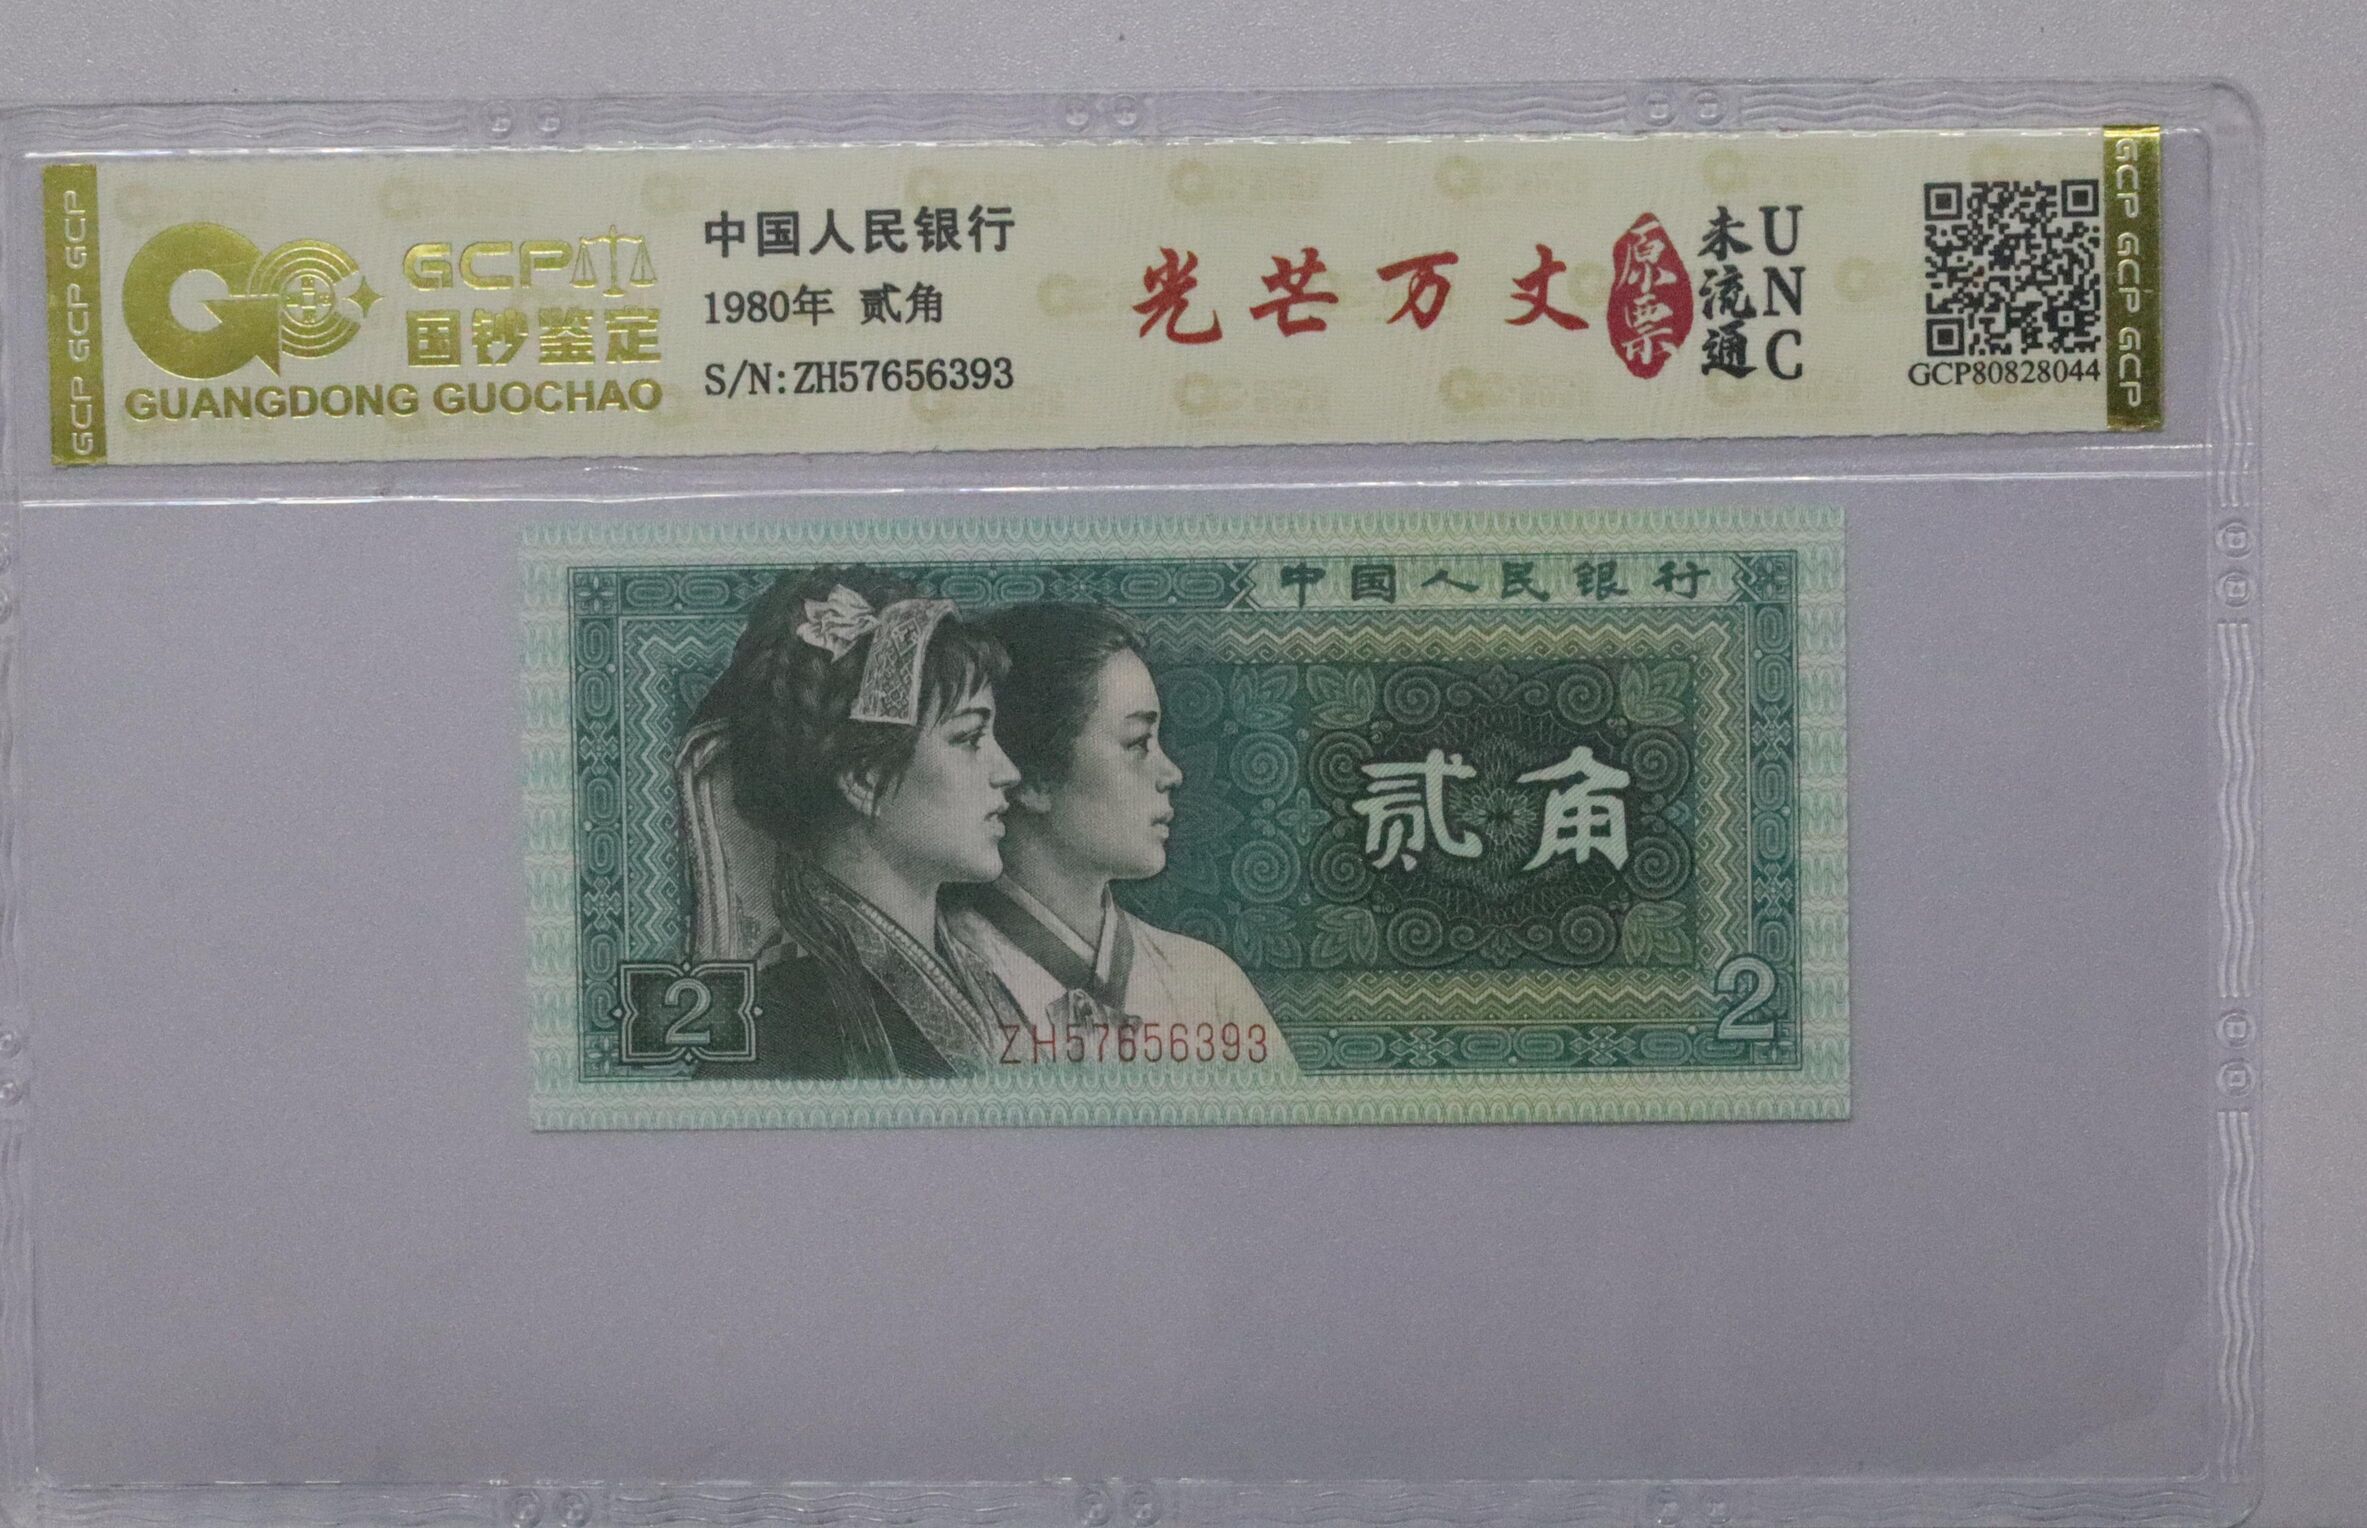 GCP GCP GCP
GCP
国钞鉴定
GUANGDONG GUOCHAO
中国人民银行
1980年 贰角
S/N:ZH57656393
光芒万丈
原票
未流通
UNC
GCP80828044
GCP GCP GCP
中国人民银行
贰角
2
2
ZH57656393